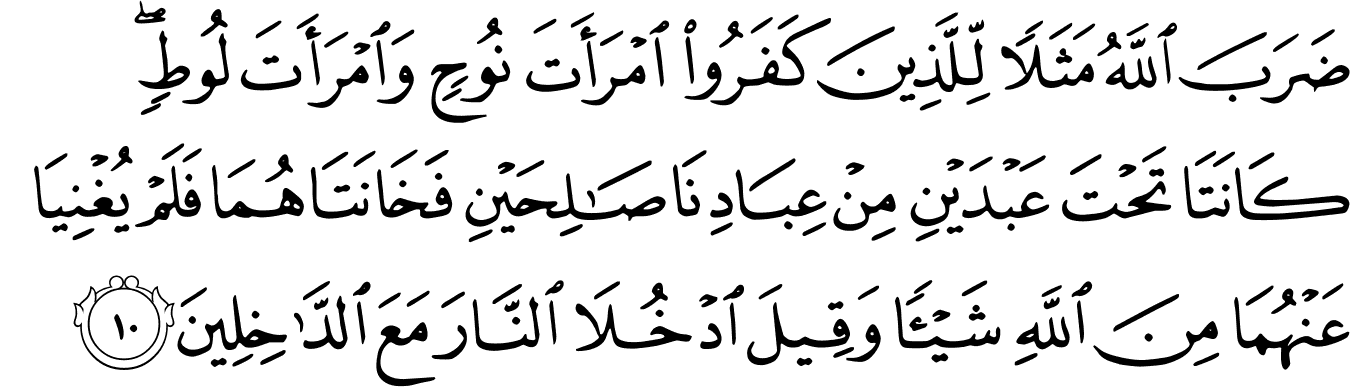 ضَرَبَ ٱللَّهُ مَثَلًا لِّلَّذِينَ كَفَرُوا۟ ٱمْرَأَتَ نُوحٍ وَٱمْرَأَتَ لُوطٍ ۖ
كَانَتَا تَحْتَ عَبْدَيْنِ مِنْ عِبَادِنَا صَـٰلِحَيْنِ فَخَانَتَاهُمَا فَلَمْ يُغْنِيَا
عَنْهُمَا مِنَ ٱللَّهِ شَيْـًٔا وَقِيلَ ٱدْخُلَا ٱلنَّارَ مَعَ ٱلدَّٰخِلِينَ ١٠